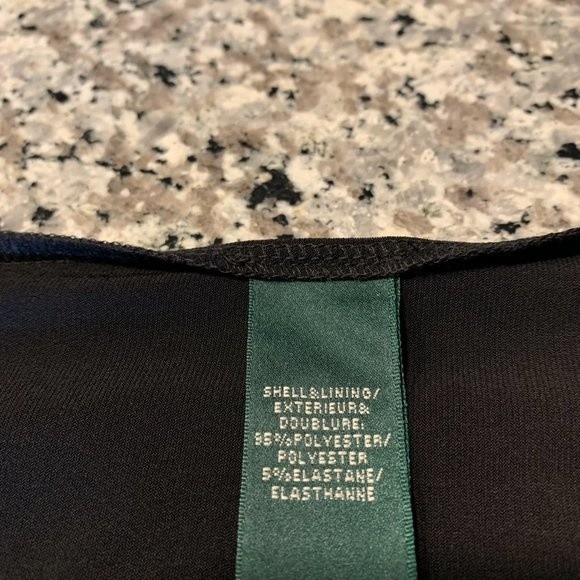 SHELL&LINING/
EXTERIEUR&
DOUBLURE:
95%POLYESTER/
POLYESTER
5%ELASTANE/
ELASTHANNE